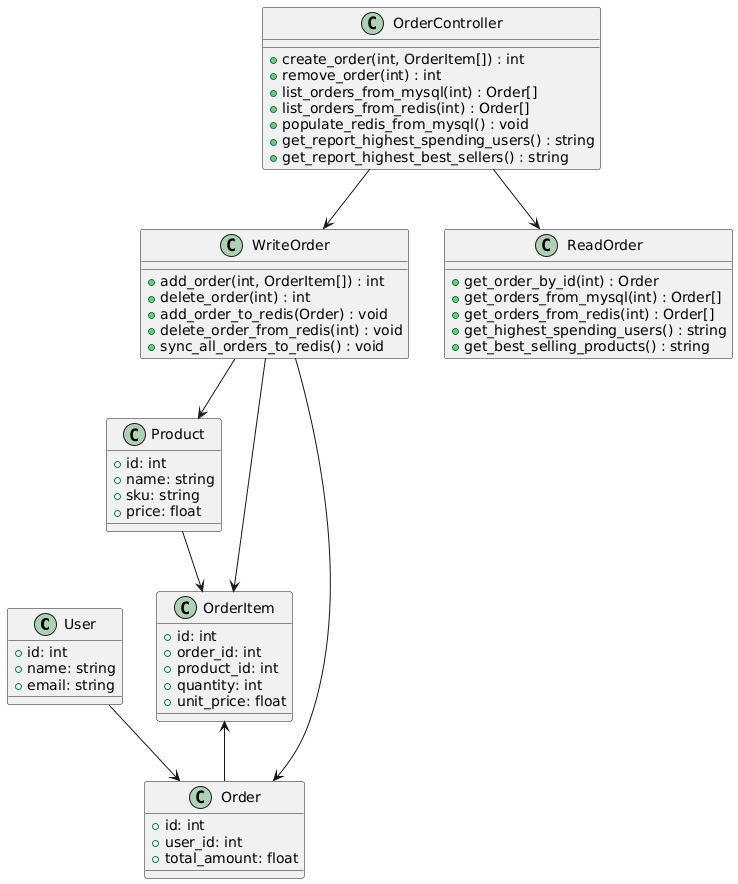 C OrderController
create_order(int, OrderItem[]) : int
remove_order(int) : int
list_orders_from_mysql(int) : Order[]
list_orders_from_redis(int) : Order[]
populate_redis_from_mysql() : void
get_report_highest_spending_users() : string
get_report_highest_best_sellers() : string
C WriteOrder
add_order(int, OrderItem[]) : int
delete_order(int) : int
add_order_to_redis(Order) : void
delete_order_from_redis(int) : void
sync_all_orders_to_redis() : void
C ReadOrder
get_order_by_id(int) : Order
get_orders_from_mysql(int) : Order[]
get_orders_from_redis(int) : Order[]
get_highest_spending_users() : string
get_best_selling_products() : string
C Product
id: int
name: string
sku: string
price: float
C User
id: int
name: string
email: string
C OrderItem
id: int
order_id: int
product_id: int
quantity: int
unit_price: float
C Order
id: int
user_id: int
total_amount: float